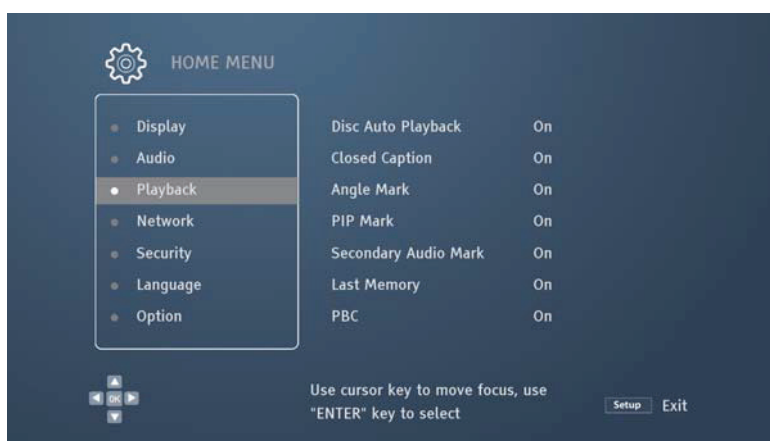 HOME MENU
Display
Audio
Playback
Network
Security
Language
Option
Disc Auto Playback On
Closed Caption On
Angle Mark On
PIP Mark On
Secondary Audio Mark On
Last Memory On
PBC On
OK
Use cursor key to move focus, use
"ENTER" key to select
Setup Exit